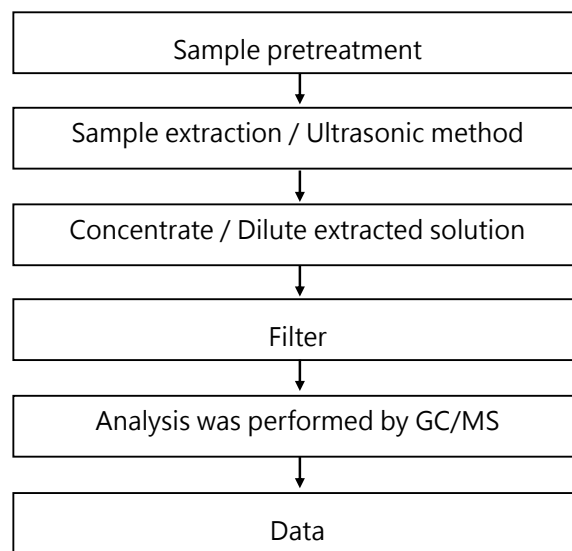 Sample pretreatment
Sample extraction / Ultrasonic method
Concentrate / Dilute extracted solution
Filter
Analysis was performed by GC/MS
Data